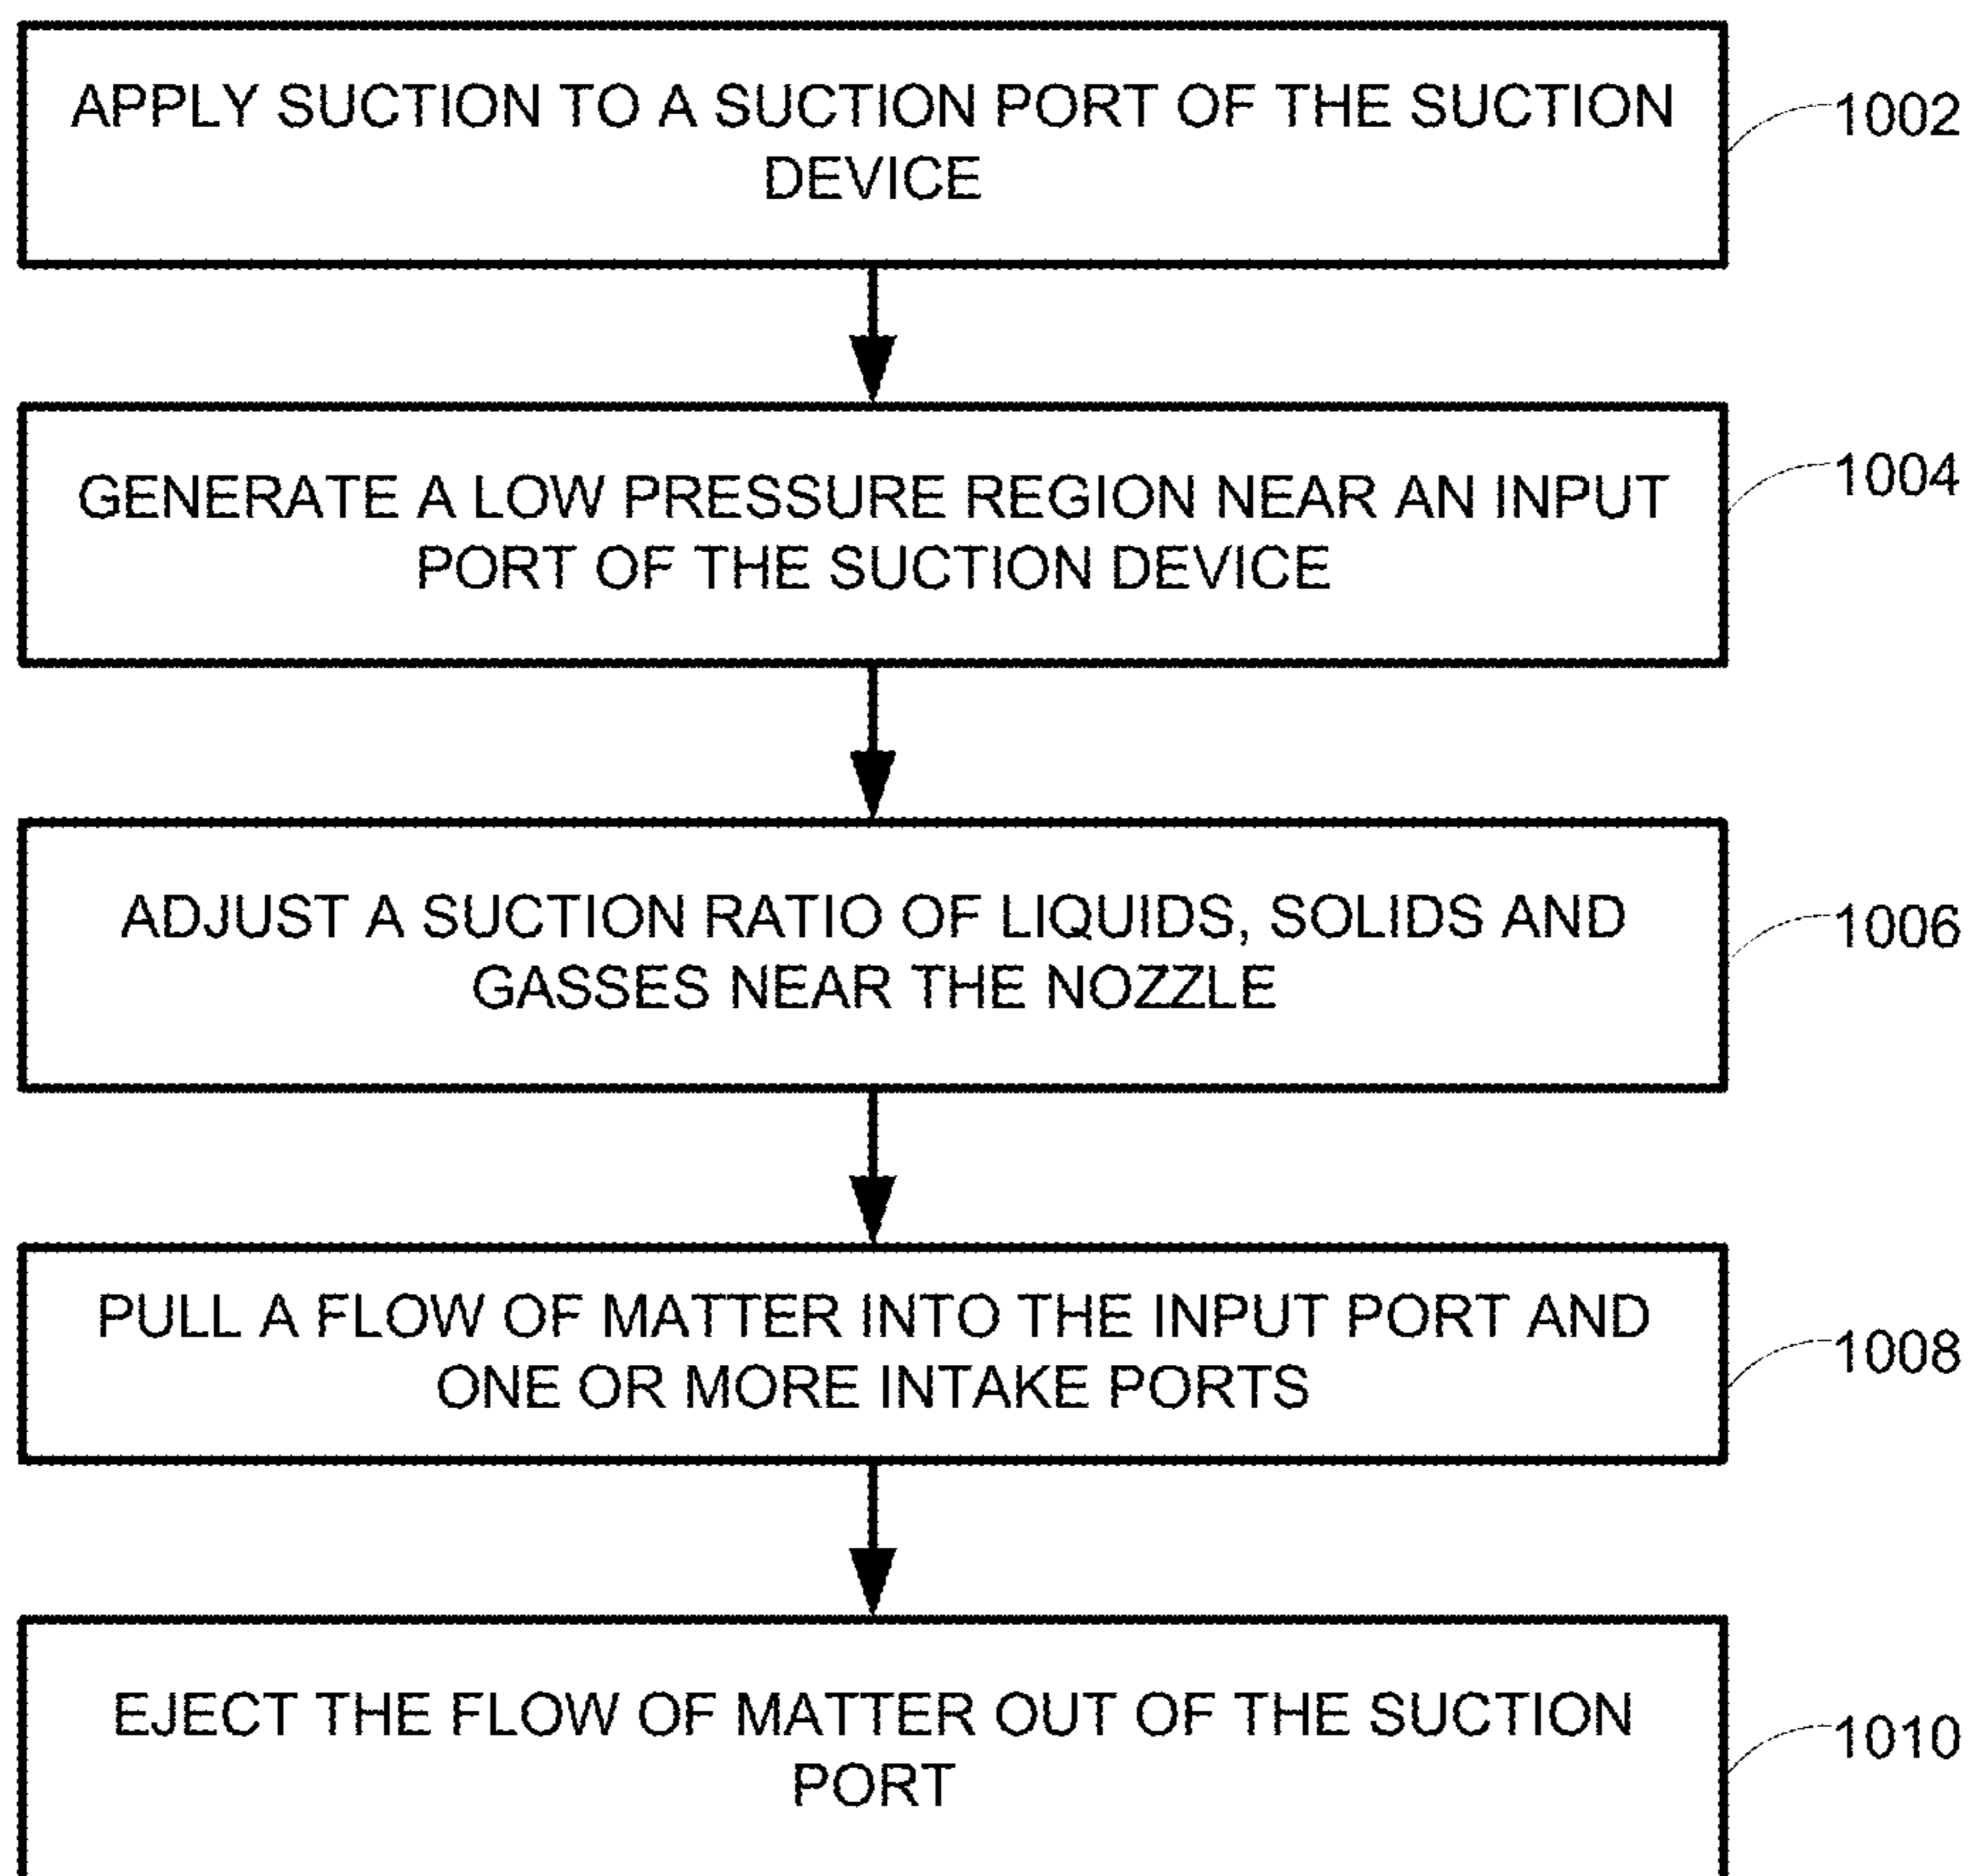 APPLY SUCTION TO A SUCTION PORT OF THE SUCTION
DEVICE
1002
GENERATE A LOW PRESSURE REGION NEAR AN INPUT
PORT OF THE SUCTION DEVICE
1004
ADJUST A SUCTION RATIO OF LIQUIDS, SOLIDS AND
GASSES NEAR THE NOZZLE
1006
PULL A FLOW OF MATTER INTO THE INPUT PORT AND
ONE OR MORE INTAKE PORTS
1008
EJECT THE FLOW OF MATTER OUT OF THE SUCTION
PORT
1010